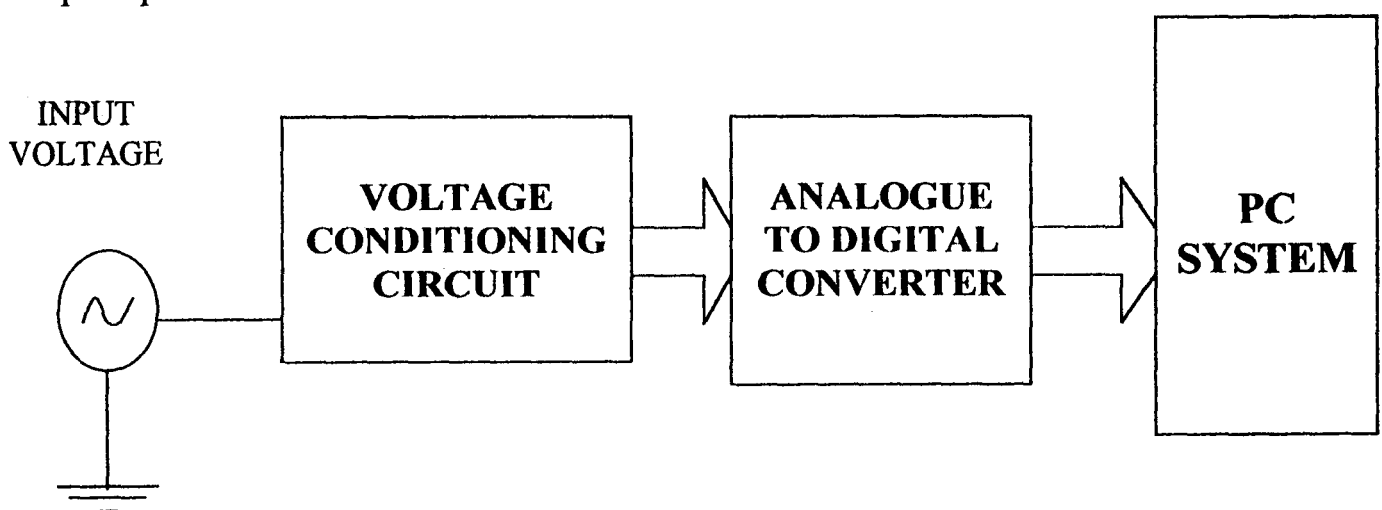 INPUT
VOLTAGE
VOLTAGE
CONDITIONING
CIRCUIT
ANALOGUE
TO DIGITAL
CONVERTER
PC
SYSTEM